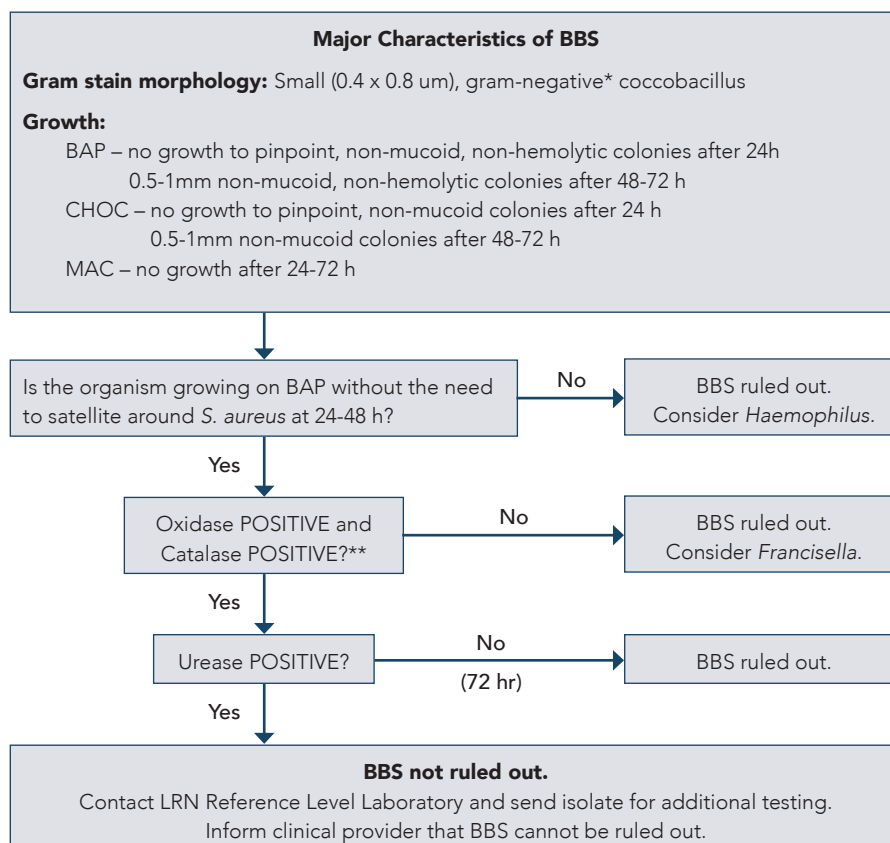 Major Characteristics of BBS
Gram stain morphology: Small (0.4 x 0.8 um), gram-negative* coccobacillus
Growth:
BAP – no growth to pinpoint, non-mucoid, non-hemolytic colonies after 24h
0.5-1mm non-mucoid, non-hemolytic colonies after 48-72 h
CHOC – no growth to pinpoint, non-mucoid colonies after 24 h
0.5-1mm non-mucoid colonies after 48-72 h
MAC – no growth after 24-72 h
Is the organism growing on BAP without the need
to satellite around S. aureus at 24-48 h?
No
BBS ruled out.
Consider Haemophilus.
Yes
Oxidase POSITIVE and
Catalase POSITIVE?**
No
BBS ruled out.
Consider Francisella.
Yes
Urease POSITIVE?
No
(72 hr)
BBS ruled out.
Yes
BBS not ruled out.
Contact LRN Reference Level Laboratory and send isolate for additional testing.
Inform clinical provider that BBS cannot be ruled out.